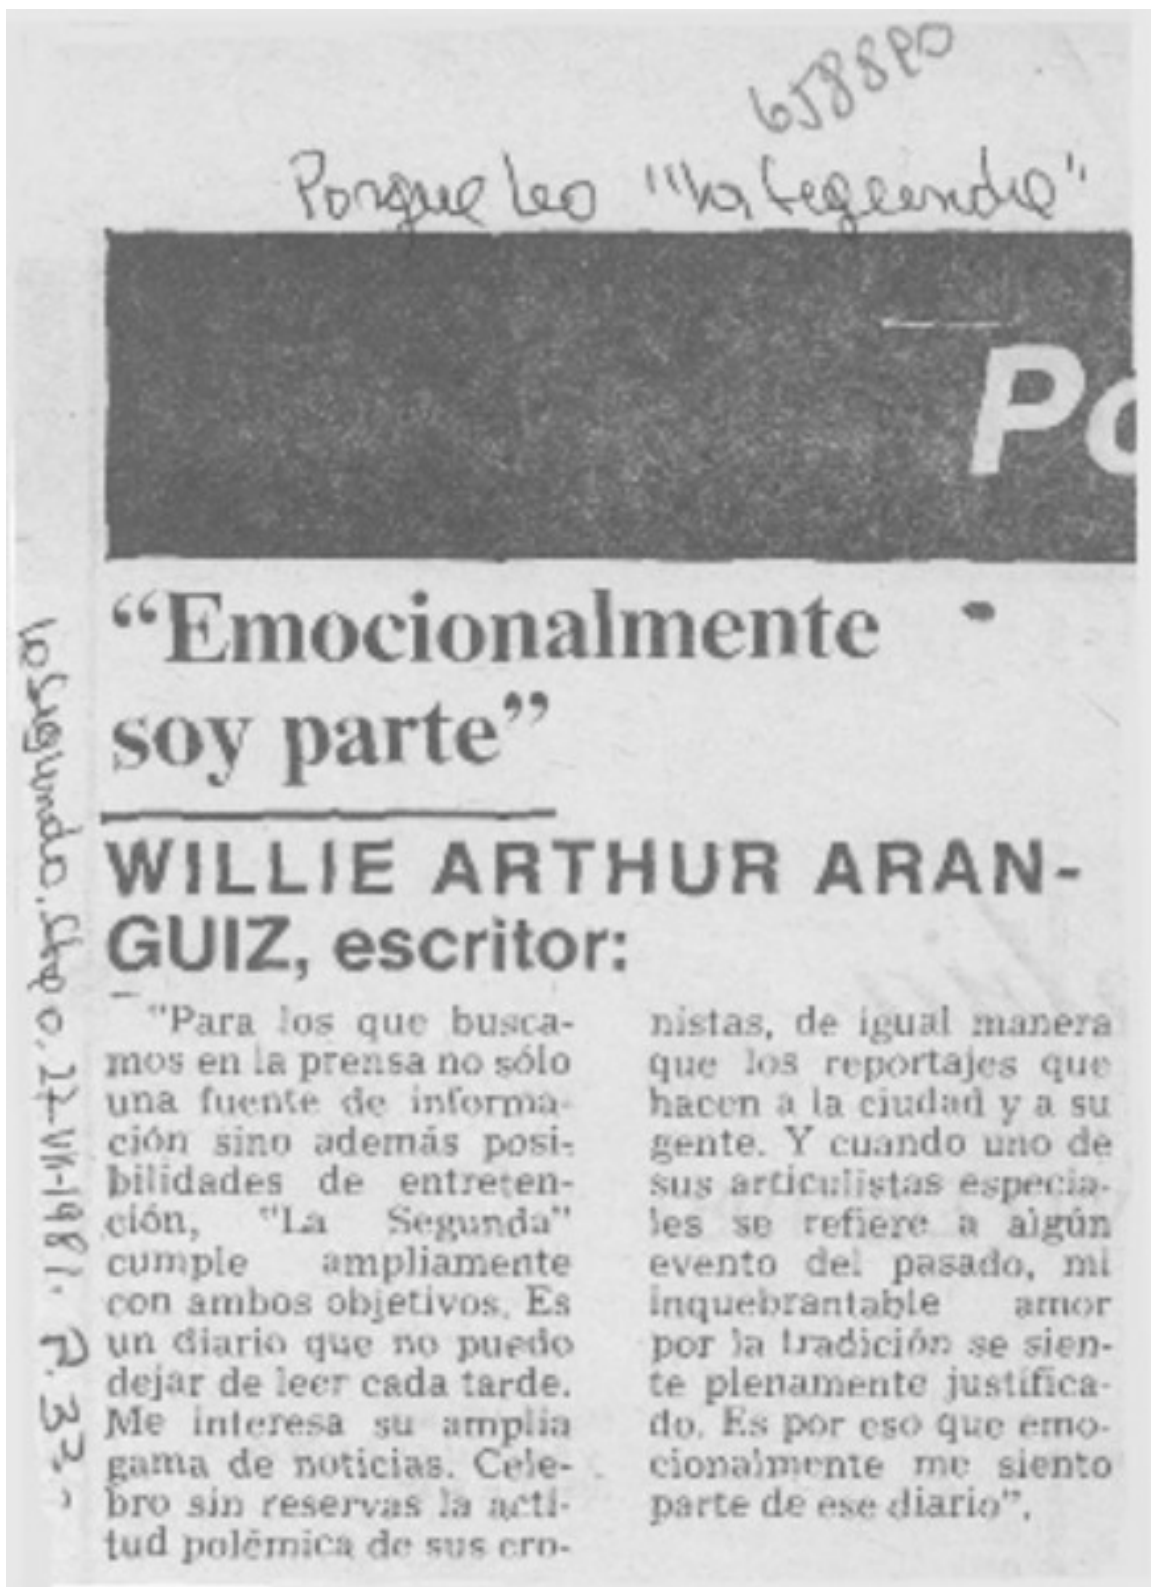 658890
Porque leo "La Segunda"
Po
“Emocionalmente
soy parte”
WILLIE ARTHUR ARAN-
GUIZ, escritor:
"Para los que busca-
mos en la prensa no sólo
una fuente de informa-
ción sino además posi-
bilidades de entreten-
ción, "La Segunda"
cumple ampliamente
con ambos objetivos. Es
un diario que no puedo
dejar de leer cada tarde.
Me interesa su amplia
gama de noticias. Cele-
bro sin reservas la acti-
tud polémica de sus cro-
nistas, de igual manera
que los reportajes que
hacen a la ciudad y a su
gente. Y cuando uno de
sus articulistas especia-
les se refiere a algún
evento del pasado, mi
inquebrantable amor
por la tradición se sien-
te plenamente justifica-
do. Es por eso que emo-
cionalmente me siento
parte de ese diario".
La Segunda. Stgo, 27-VII-1981. P. 32.